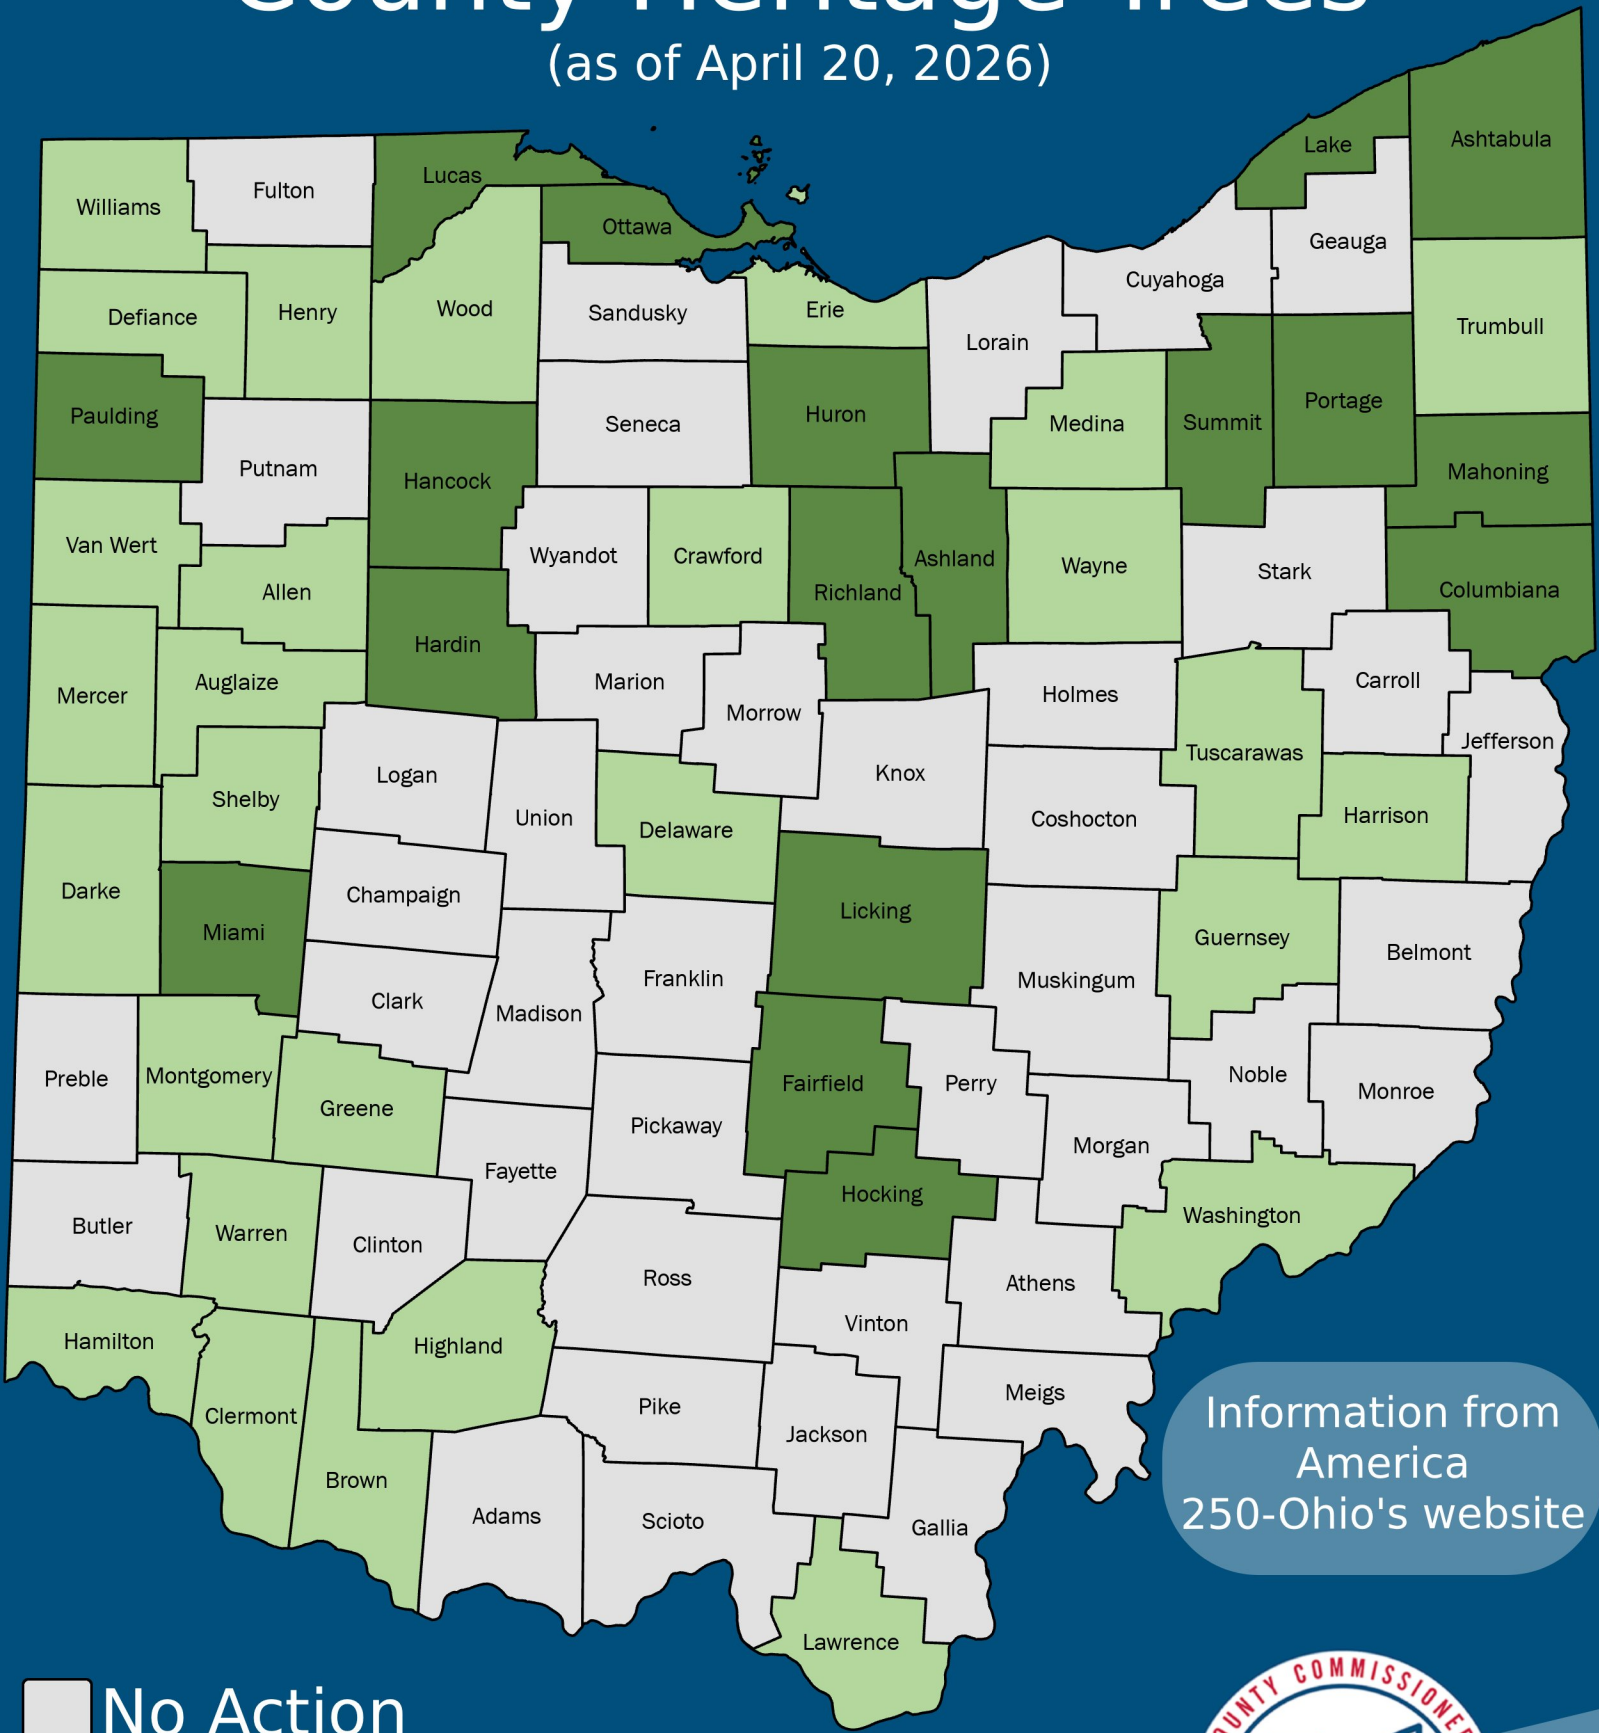 County Heritage Trees
(as of April 20, 2026)
Williams
Fulton
Lucas
Ottawa
Lake
Ashtabula
Geauga
Cuyahoga
Defiance
Henry
Wood
Sandusky
Erie
Lorain
Trumbull
Paulding
Putnam
Hancock
Seneca
Huron
Medina
Summit
Portage
Mahoning
Van Wert
Allen
Wyandot
Crawford
Richland
Ashland
Wayne
Stark
Columbiana
Mercer
Auglaize
Hardin
Marion
Morrow
Holmes
Carroll
Jefferson
Tuscarawas
Shelby
Logan
Union
Delaware
Knox
Coshocton
Harrison
Darke
Miami
Champaign
Licking
Guernsey
Belmont
Clark
Madison
Franklin
Muskingum
Preble
Montgomery
Greene
Fayette
Pickaway
Fairfield
Perry
Morgan
Noble
Monroe
Butler
Warren
Clinton
Ross
Hocking
Athens
Washington
Hamilton
Highland
Vinton
Clermont
Brown
Pike
Jackson
Meigs
Adams
Scioto
Gallia
Lawrence
Information from
America
250-Ohio's website
No Action
COUNTY COMMISSIONE